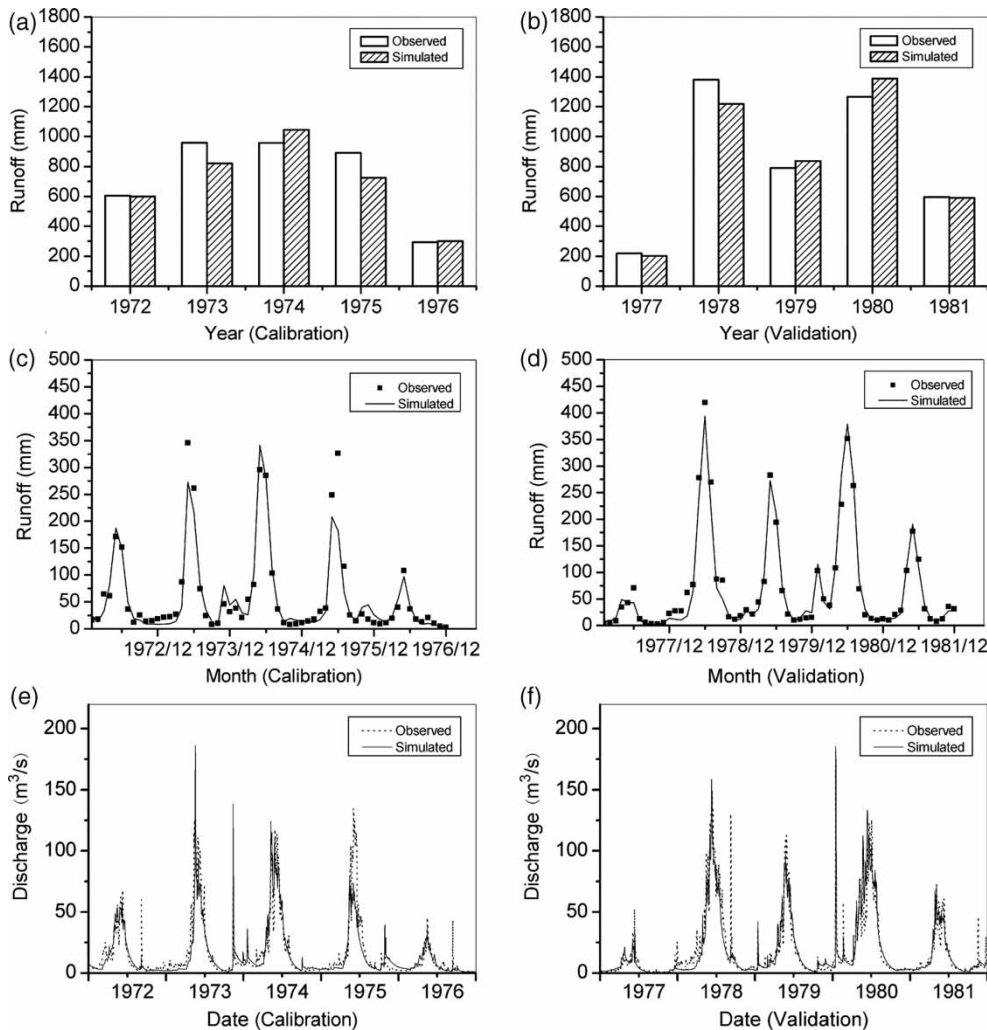 (a)
1800
1600
1400
1200
1000
800
600
400
200
0
Runoff (mm)
Observed
Simulated
1972 1973 1974 1975 1976
Year (Calibration)
(b)
1800
1600
1400
1200
1000
800
600
400
200
0
Runoff (mm)
Observed
Simulated
1977 1978 1979 1980 1981
Year (Validation)
(c)
500
450
400
350
300
250
200
150
100
50
0
Runoff (mm)
Observed
Simulated
1972/12 1973/12 1974/12 1975/12 1976/12
Month (Calibration)
(d)
500
450
400
350
300
250
200
150
100
50
0
Runoff (mm)
Observed
Simulated
1977/12 1978/12 1979/12 1980/12 1981/12
Month (Validation)
(e)
200
150
100
50
0
Discharge (m³/s)
Observed
Simulated
1972 1973 1974 1975 1976
Date (Calibration)
(f)
200
150
100
50
0
Discharge (m³/s)
Observed
Simulated
1977 1978 1979 1980 1981
Date (Validation)